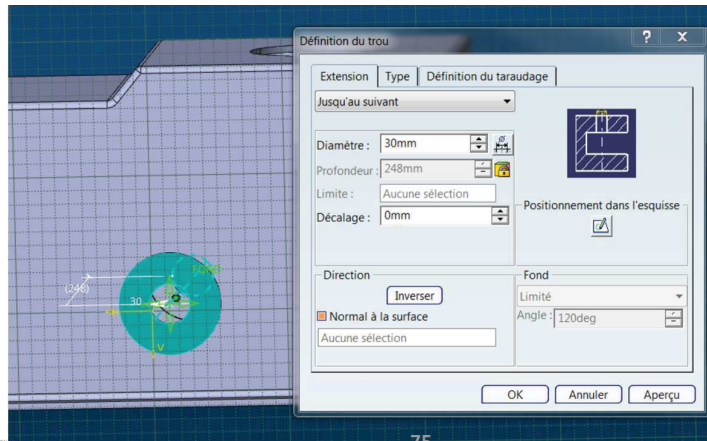 Définition du trou
? X
Extension Type Définition du taraudage
Jusqu'au suivant
Diamètre : 30mm
Profondeur : 248mm
Limite : Aucune sélection
Décalage : 0mm
Positionnement dans l'esquisse
Direction
Inverser
Normal à la surface
Aucune sélection
Fond
Limité
Angle : 120deg
OK Annuler Aperçu
(248)
30
V
75